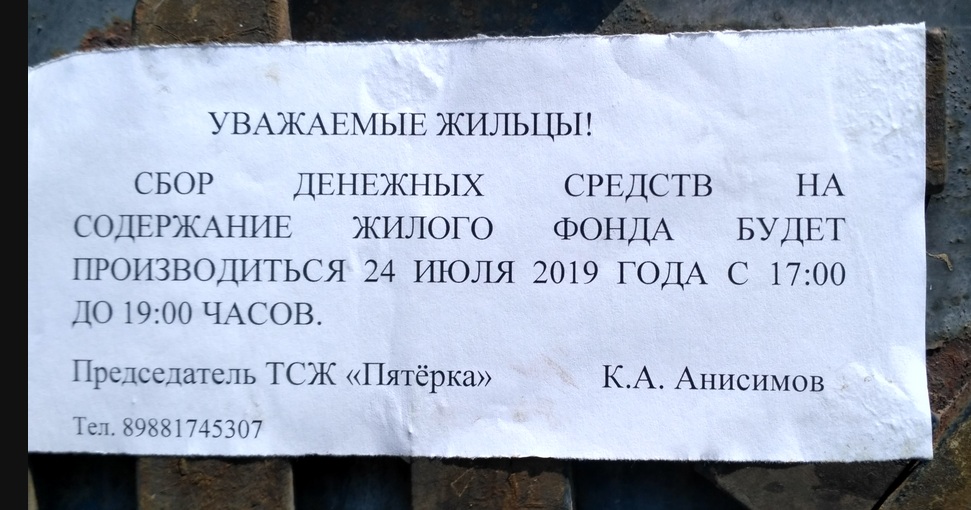 УВАЖАЕМЫЕ ЖИЛЬЦЫ!
СБОР ДЕНЕЖНЫХ СРЕДСТВ НА
СОДЕРЖАНИЕ ЖИЛОГО ФОНДА БУДЕТ
ПРОИЗВОДИТЬСЯ 24 ИЮЛЯ 2019 ГОДА С 17:00
ДО 19:00 ЧАСОВ.
Председатель ТСЖ «Пятёрка» К.А. Анисимов
Тел. 89881745307